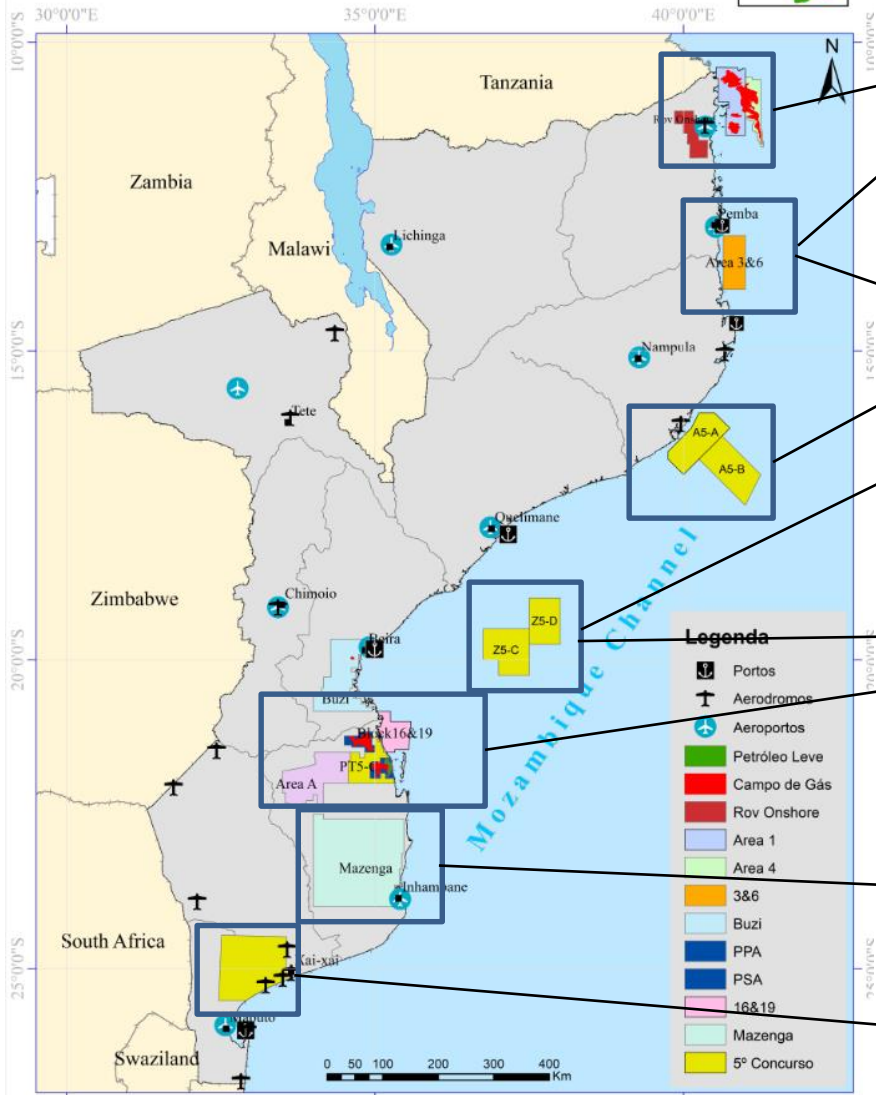 30°0'0"E
35°0'0"E
40°0'0"E
10°0'0"S
N
Tanzania
Rov Onshore
Zambia
Pemba
Lichinga
Malawi
Area 3&6
15°0'0"S
Nampula
Tete
A5-A
A5-B
Quelimane
Mozambique Channel
Chimoio
Zimbabwe
Z5-D
Z5-C
Beira
20°0'0"S
Buzi
Block16&19
Area A
Mazenga
Inhambane
South Africa
Xai-xai
25°0'0"S
Maputo
Swaziland
0 50 100 200 300 400
Km
Legenda
Portos
Aerodromos
Aeroportos
Petróleo Leve
Campo de Gás
Rov Onshore
Area 1
Area 4
3&6
Buzi
PPA
PSA
16&19
Mazenga
5º Concurso